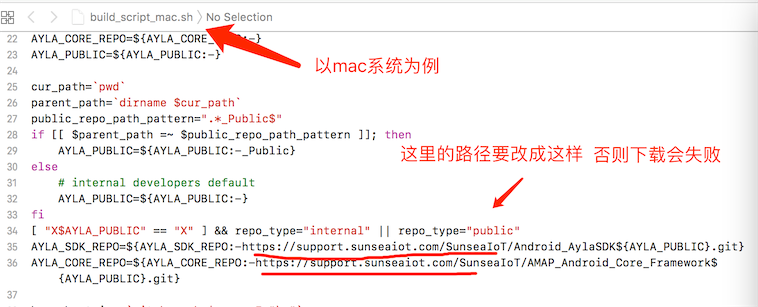 build_script_mac.sh 〉No Selection
22 AYLA_CORE_REPO=${AYLA_CORE_
23 AYLA_PUBLIC=${AYLA_PUBLIC:-}
24
以mac系统为例
25 cur_path=`pwd`
26 parent_path=`dirname $cur_path`
27 public_repo_path_pattern=".*_Public$"
28 if [[ $parent_path =~ $public_repo_path_pattern ]]; then
29 AYLA_PUBLIC=${AYLA_PUBLIC:-_Public}
这里的路径要改成这样 否则下载会失败
30 else
31 # internal developers default
32 AYLA_PUBLIC=${AYLA_PUBLIC:-}
33 fi
34 [ "X$AYLA_PUBLIC" == "X" ] && repo_type="internal" || repo_type="public"
35 AYLA_SDK_REPO=${AYLA_SDK_REPO:-https://support.sunseaiot.com/SunseaIoT/Android_AylaSDK${AYLA_PUBLIC}.git}
36 AYLA_CORE_REPO=${AYLA_CORE_REPO:-https://support.sunseaiot.com/SunseaIoT/AMAP_Android_Core_Framework$
{AYLA_PUBLIC}.git}
37